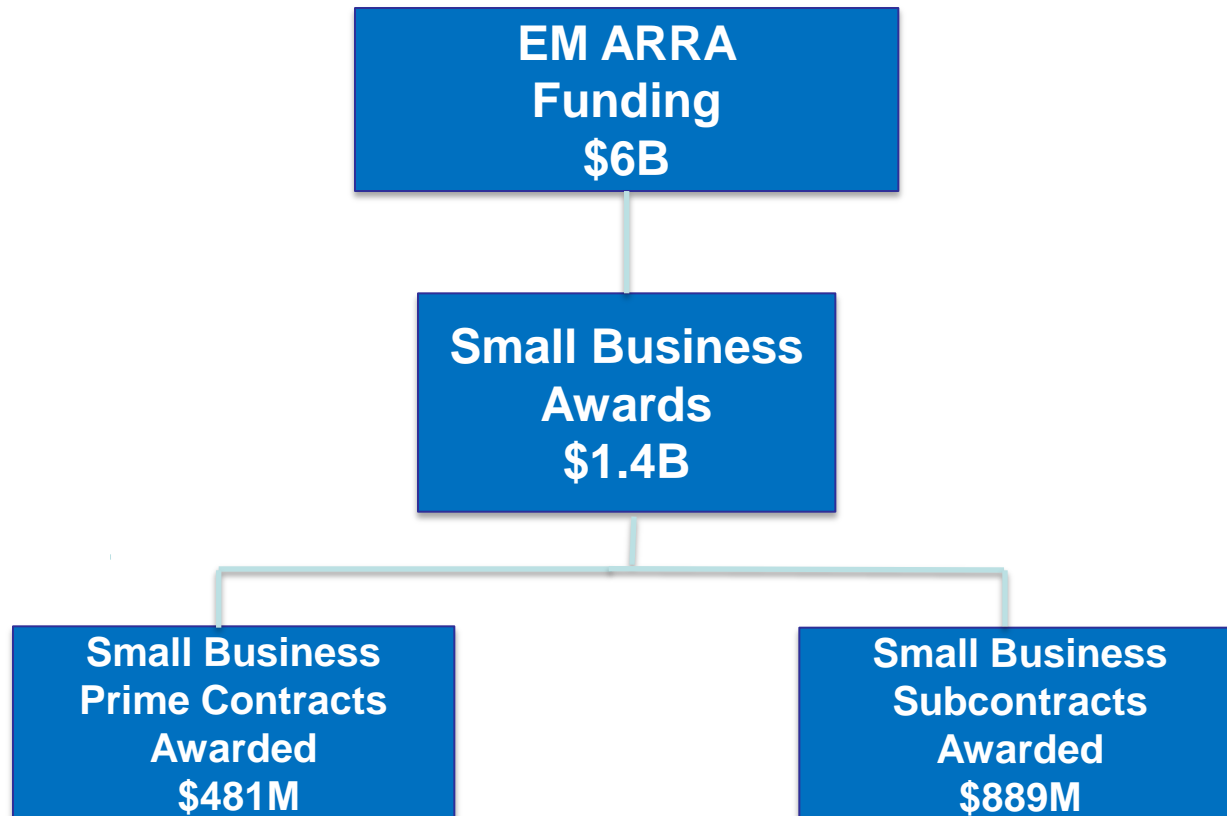 EM ARRA
Funding
$6B
Small Business
Awards
$1.4B
Small Business
Prime Contracts
Awarded
$481M
Small Business
Subcontracts
Awarded
$889M